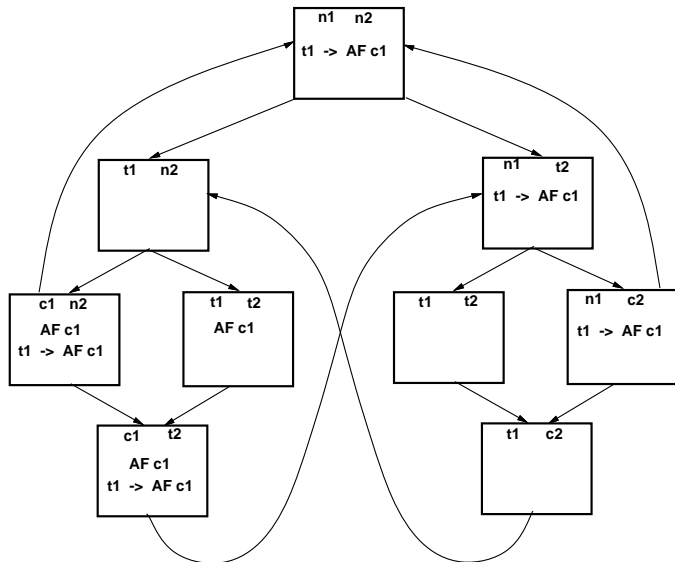 n1 n2
t1 -> AF c1
t1 n2
n1 t2
t1 -> AF c1
c1 n2
AF c1
t1 -> AF c1
t1 t2
AF c1
t1 t2
n1 c2
t1 -> AF c1
c1 t2
AF c1
t1 -> AF c1
t1 c2